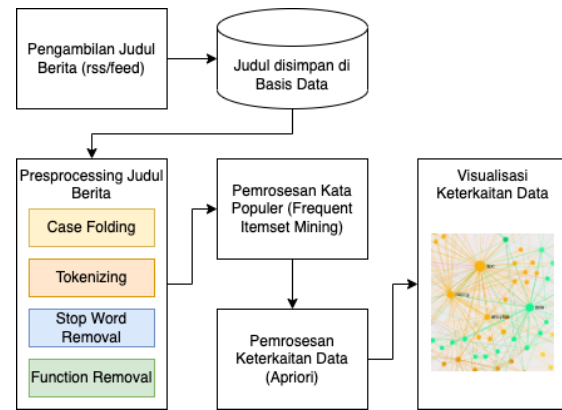 Pengambilan Judul
Berita (rss/feed)
Judul disimpan di
Basis Data
Presprocessing Judul
Berita
Case Folding
Tokenizing
Stop Word
Removal
Function Removal
Pemrosesan Kata
Populer (Frequent
Itemset Mining)
Pemrosesan
Keterkaitan Data
(Apriori)
Visualisasi
Keterkaitan Data